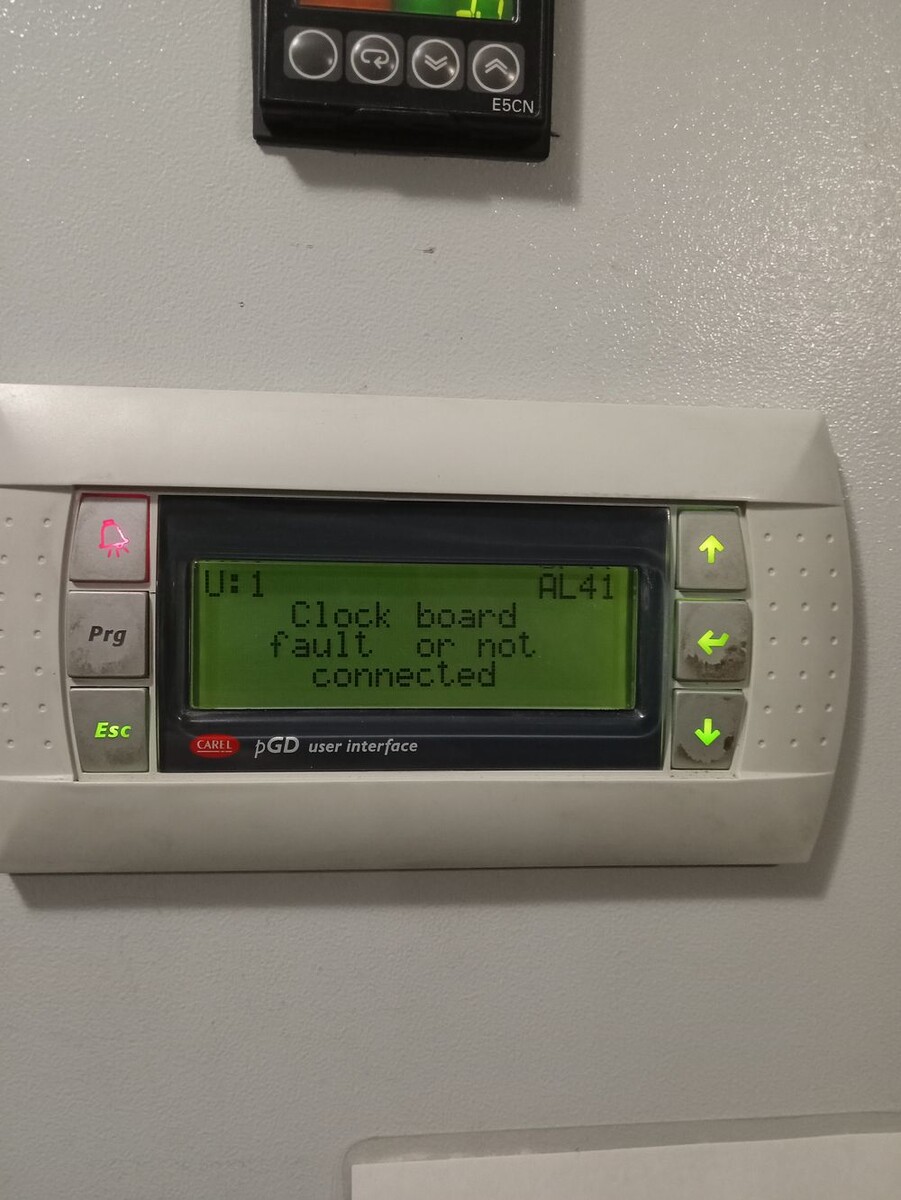 E5CN
U:1 AL41
Clock board
fault or not
connected
Prg
Esc
CAREL pGD user interface